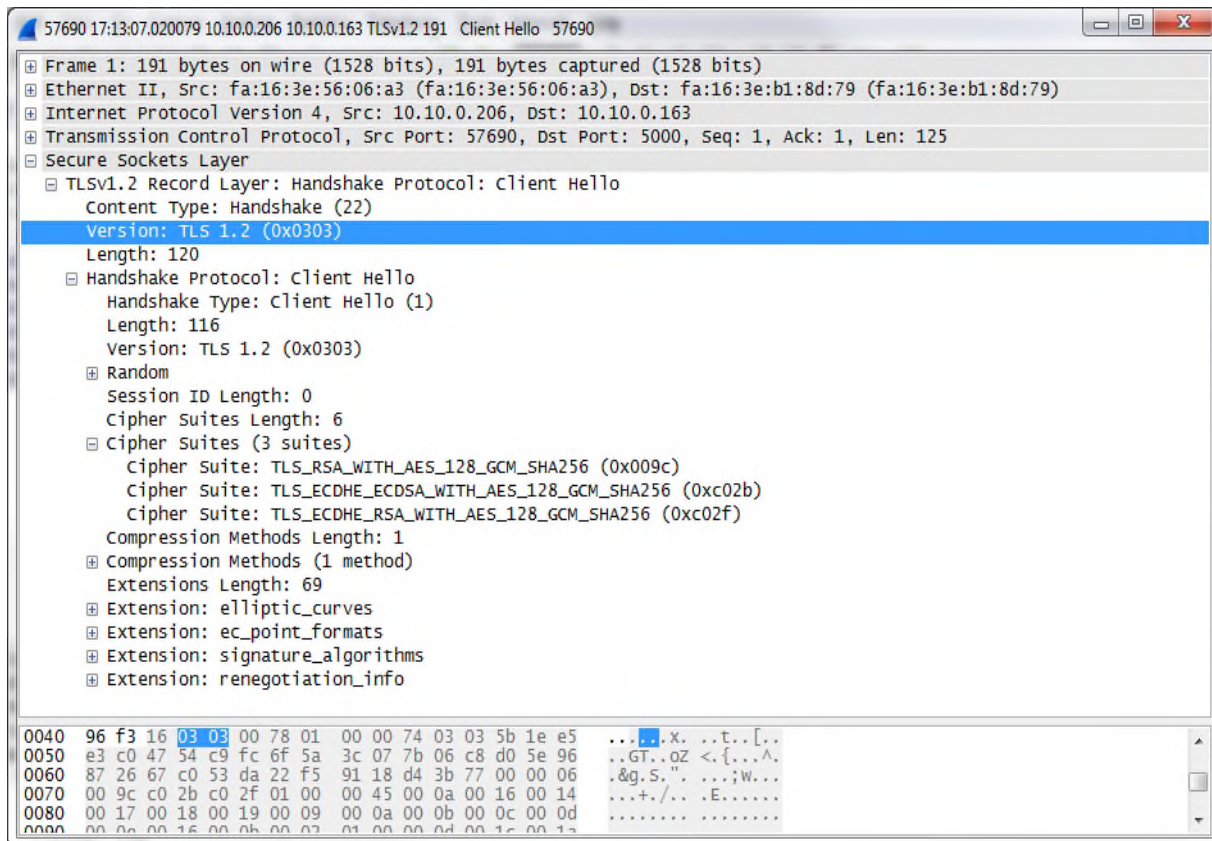 57690 17:13:07.020079 10.10.0.206 10.10.0.163 TLSv1.2 191 Client Hello 57690
Frame 1: 191 bytes on wire (1528 bits), 191 bytes captured (1528 bits)
Ethernet II, Src: fa:16:3e:56:06:a3 (fa:16:3e:56:06:a3), Dst: fa:16:3e:b1:8d:79 (fa:16:3e:b1:8d:79)
Internet Protocol Version 4, Src: 10.10.0.206, Dst: 10.10.0.163
Transmission Control Protocol, Src Port: 57690, Dst Port: 5000, Seq: 1, Ack: 1, Len: 125
Secure Sockets Layer
TLSv1.2 Record Layer: Handshake Protocol: Client Hello
Content Type: Handshake (22)
Version: TLS 1.2 (0x0303)
Length: 120
Handshake Protocol: Client Hello
Handshake Type: Client Hello (1)
Length: 116
Version: TLS 1.2 (0x0303)
Random
Session ID Length: 0
Cipher Suites Length: 6
Cipher Suites (3 suites)
Cipher Suite: TLS_RSA_WITH_AES_128_GCM_SHA256 (0x009c)
Cipher Suite: TLS_ECDHE_ECDSA_WITH_AES_128_GCM_SHA256 (0xc02b)
Cipher Suite: TLS_ECDHE_RSA_WITH_AES_128_GCM_SHA256 (0xc02f)
Compression Methods Length: 1
Compression Methods (1 method)
Extensions Length: 69
Extension: elliptic_curves
Extension: ec_point_formats
Extension: signature_algorithms
Extension: renegotiation_info
0040 96 f3 16 03 03 00 78 01 00 00 74 03 03 5b 1e e5 ......x. ..t..[..
0050 e3 c0 47 54 c9 fc 6f 5a 3c 07 7b 06 c8 d0 5e 96 ..GT..oZ <.{...^.
0060 87 26 67 c0 53 da 22 f5 91 18 d4 3b 77 00 00 06 .&g.S.". ...;w...
0070 00 9c c0 2b c0 2f 01 00 00 45 00 0a 00 16 00 14 ...+./.. .E......
0080 00 17 00 18 00 19 00 09 00 0a 00 0b 00 0c 00 0d ........ ........